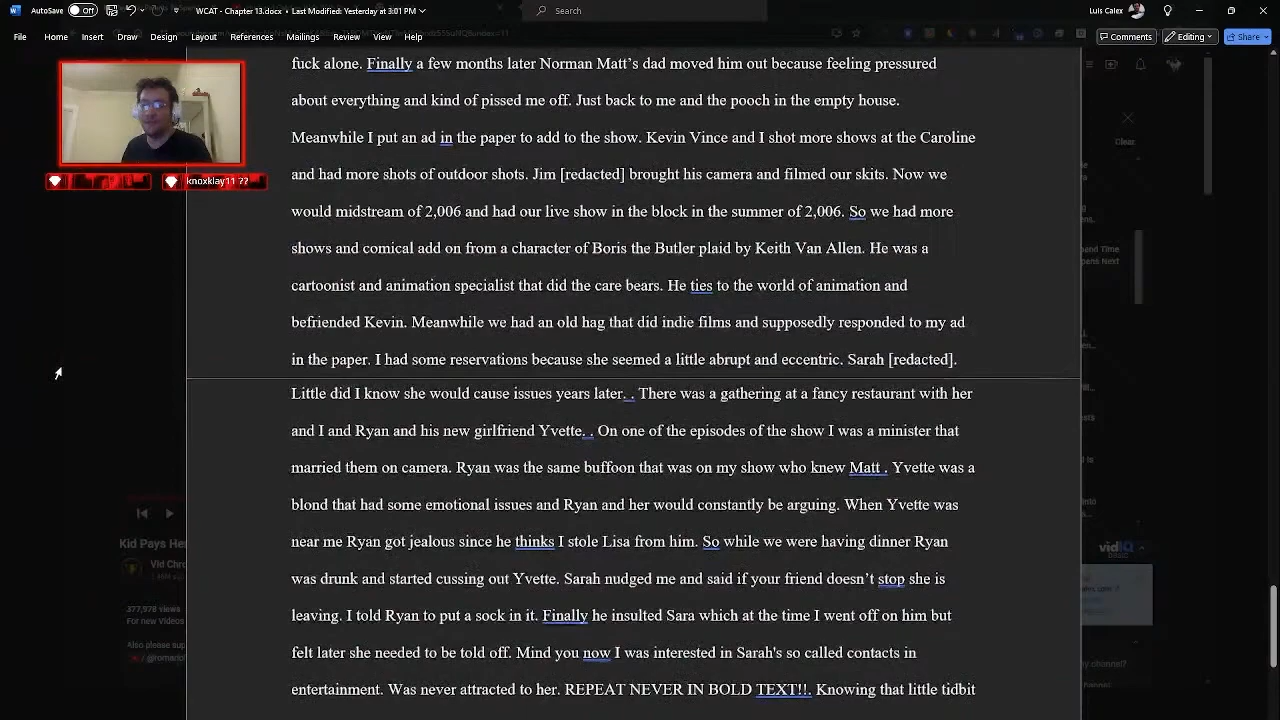 AutoSave Off WCAT - Chapter 13.docx • Last Modified: Yesterday at 3:01 PM Search Luis Calex
File Home Insert Draw Design Layout References Mailings Review View Help Comments Editing Share
fuck alone. Finally a few months later Norman Matt's dad moved him out because feeling pressured
about everything and kind of pissed me off. Just back to me and the pooch in the empty house.
Meanwhile I put an ad in the paper to add to the show. Kevin Vince and I shot more shows at the Caroline
and had more shots of outdoor shots. Jim [redacted] brought his camera and filmed our skits. Now we
knoxklay11 ??
would midstream of 2,006 and had our live show in the block in the summer of 2,006. So we had more
shows and comical add on from a character of Boris the Butler plaid by Keith Van Allen. He was a
cartoonist and animation specialist that did the care bears. He ties to the world of animation and
befriended Kevin. Meanwhile we had an old hag that did indie films and supposedly responded to my ad
in the paper. I had some reservations because she seemed a little abrupt and eccentric. Sarah [redacted].
Little did I know she would cause issues years later. . There was a gathering at a fancy restaurant with her
and I and Ryan and his new girlfriend Yvette. . On one of the episodes of the show I was a minister that
married them on camera. Ryan was the same buffoon that was on my show who knew Matt . Yvette was a
blond that had some emotional issues and Ryan and her would constantly be arguing. When Yvette was
near me Ryan got jealous since he thinks I stole Lisa from him. So while we were having dinner Ryan
was drunk and started cussing out Yvette. Sarah nudged me and said if your friend doesn't stop she is
leaving. I told Ryan to put a sock in it. Finally he insulted Sara which at the time I went off on him but
felt later she needed to be told off. Mind you now I was interested in Sarah's so called contacts in
entertainment. Was never attracted to her. REPEAT NEVER IN BOLD TEXT!!. Knowing that little tidbit
Clear
Kid Pays Her
Vid Chro
377,978 views
For new Videos
Also please sup
vidIQ